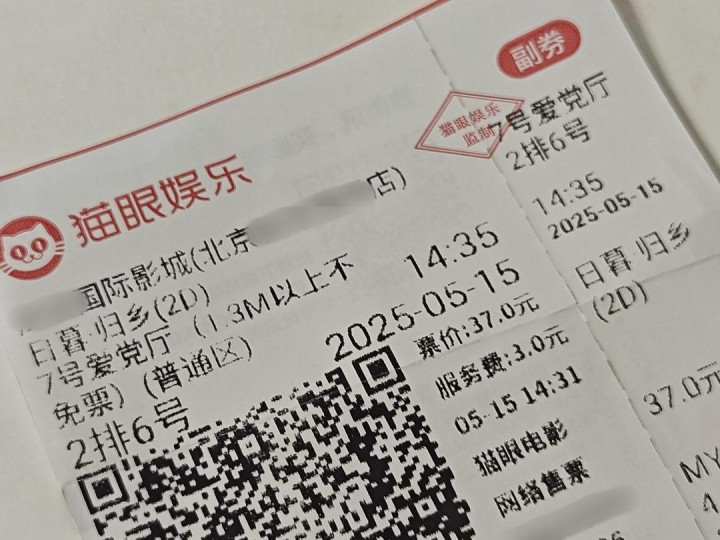 猫眼娱乐
国际影城(北京 店)
日暮·归乡(2D)
7号爱党厅(1.3M以上不
免票)(普通区)
2排6号
14:35
2025-05-15
票价:37.0元
服务费:3.0元
05-15 14:31
猫眼电影
网络售票
猫眼娱乐
监制
副券
7号爱党厅
2排6号
14:35
2025-05-15
日暮·归乡
(2D)
37.0元
MY
4